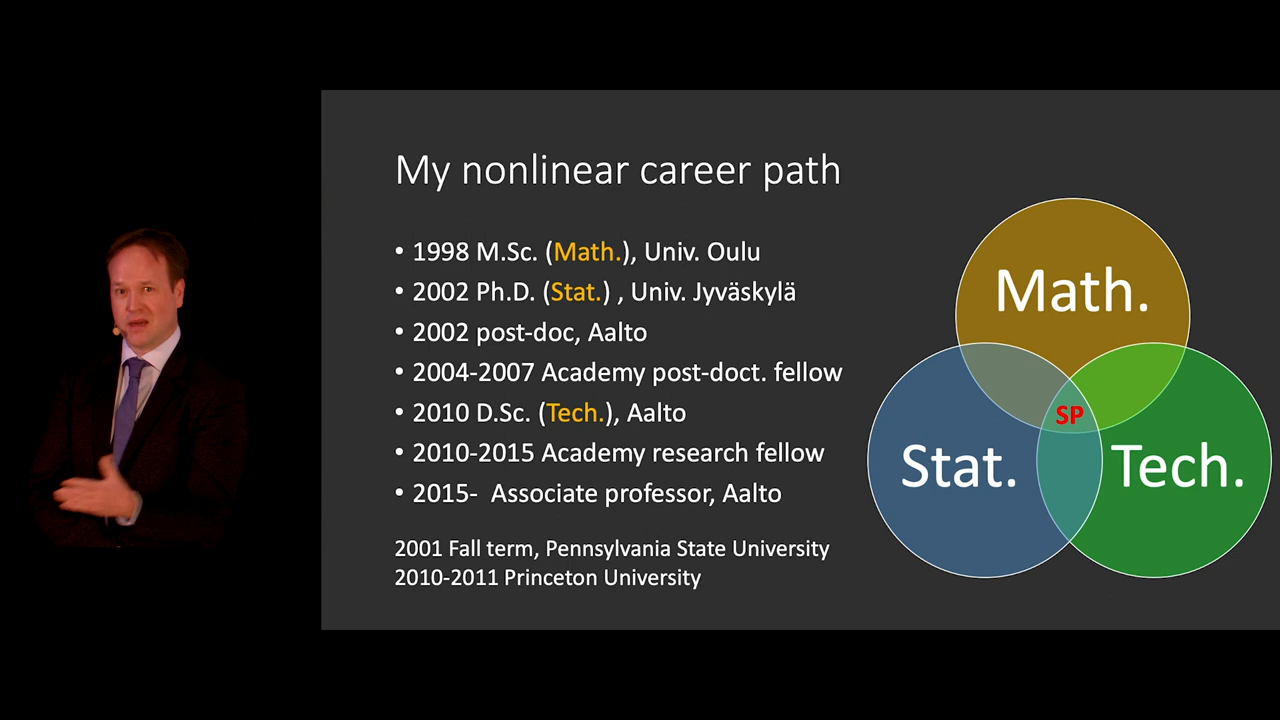 My nonlinear career path
• 1998 M.Sc. (Math.), Univ. Oulu
• 2002 Ph.D. (Stat.) , Univ. Jyväskylä
• 2002 post-doc, Aalto
• 2004-2007 Academy post-doct. fellow
• 2010 D.Sc. (Tech.), Aalto
• 2010-2015 Academy research fellow
• 2015- Associate professor, Aalto
2001 Fall term, Pennsylvania State University
2010-2011 Princeton University
Math.
SP
Stat.
Tech.